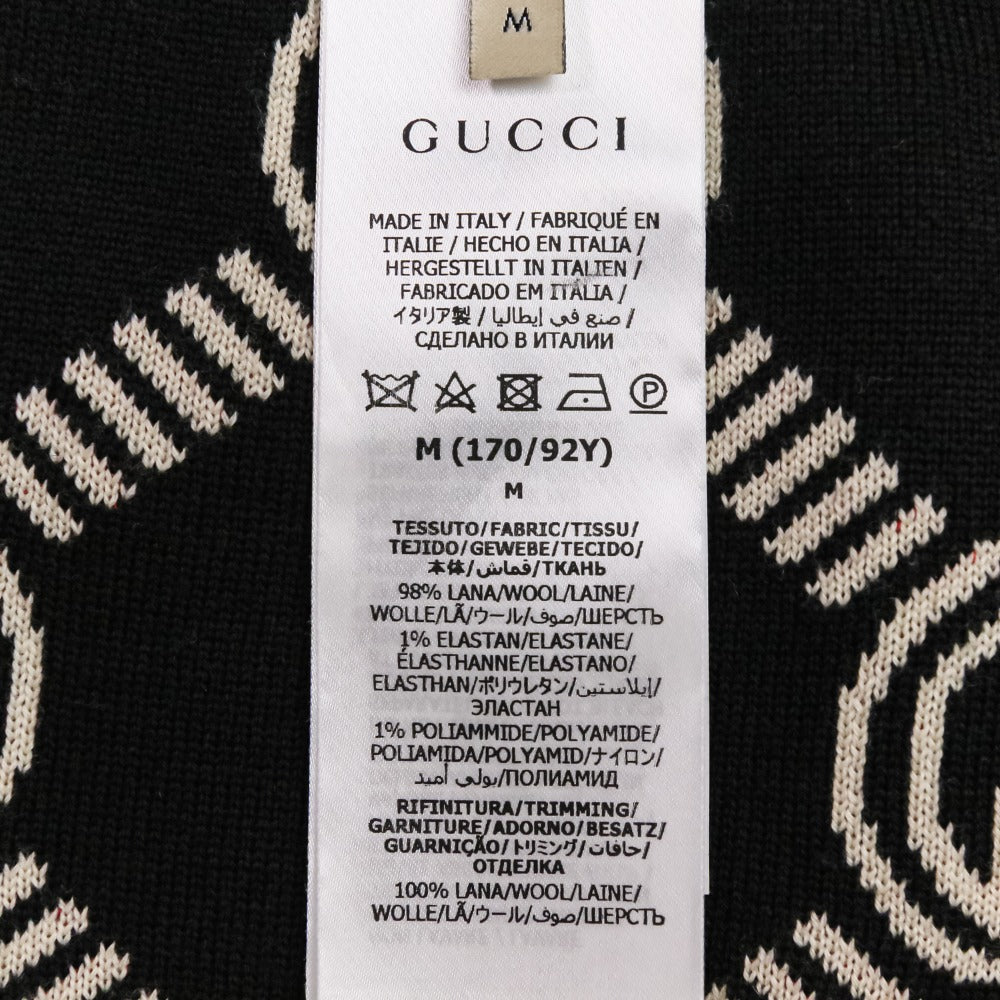 M
GUCCI
MADE IN ITALY / FABRIQUÉ EN
ITALIE / HECHO EN ITALIA /
HERGESTELLT IN ITALIEN /
FABRICADO EM ITÁLIA /
イタリア製 / صنع في إيطاليا /
СДЕЛАНО В ИТАЛИИ
P
M (170/92Y)
M
TESSUTO/FABRIC/TISSU/
TEJIDO/GEWEBE/TECIDO/
本体/قماش/ТКАНЬ
98% LANA/WOOL/LAINE/
WOLLE/LÃ/ウール/صوف/ШЕРСТЬ
1% ELASTAN/ELASTANE/
ÉLASTHANNE/ELASTANO/
ELASTHAN/ポリウレタン/إيلاستين/
ЭЛАСТАН
1% POLIAMMIDE/POLYAMIDE/
POLIAMIDA/POLYAMID/ナイロン/
بولي أميد/ПОЛИАМИД
RIFINITURA/TRIMMING/
GARNITURE/ADORNO/BESATZ/
GUARNIÇÃO/トリミング/حافات/
ОТДЕЛКА
100% LANA/WOOL/LAINE/
WOLLE/LÃ/ウール/صوف/ШЕРСТЬ